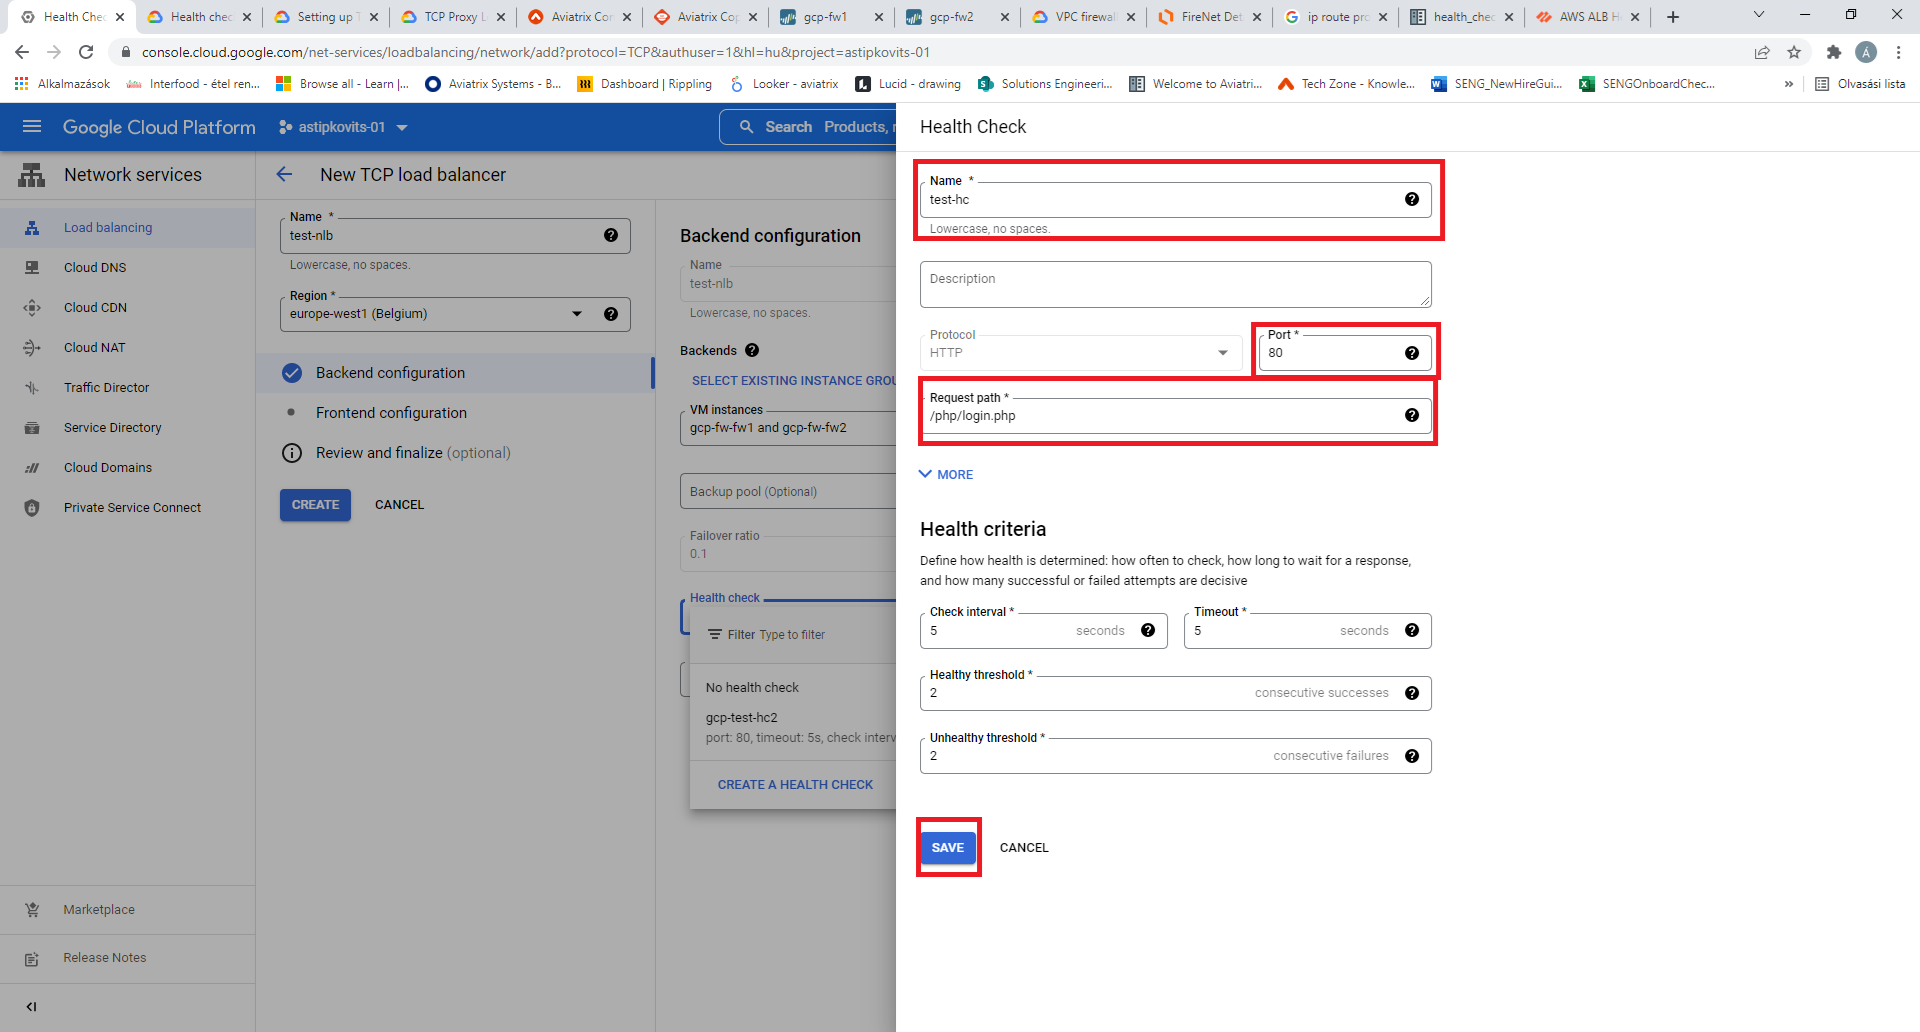 Health Chec
Health chec
Setting up T
TCP Proxy L
Aviatrix Con
Aviatrix Cop
gcp-fw1
gcp-fw2
VPC firewal
FireNet Det
ip route pro
health_chec
AWS ALB H
console.cloud.google.com/net-services/loadbalancing/network/add?protocol=TCP&authuser=1&hl=hu&project=astipkovits-01
Á
Alkalmazások
Interfood - étel ren...
Browse all - Learn |...
Aviatrix Systems - B...
Dashboard | Rippling
Looker - aviatrix
Lucid - drawing
Solutions Engineeri...
Welcome to Aviatri...
Tech Zone - Knowle...
SENG_NewHireGui...
SENGOnboardChec...
»
Olvasási lista
Google Cloud Platform
astipkovits-01
Search Products, r
Network services
Load balancing
Cloud DNS
Cloud CDN
Cloud NAT
Traffic Director
Service Directory
Cloud Domains
Private Service Connect
Marketplace
Release Notes
New TCP load balancer
Name *
test-nlb
Lowercase, no spaces.
Region *
europe-west1 (Belgium)
Backend configuration
Frontend configuration
Review and finalize (optional)
CREATE
CANCEL
Backend configuration
Name
test-nlb
Lowercase, no spaces.
Backends
SELECT EXISTING INSTANCE GROU
VM instances
gcp-fw-fw1 and gcp-fw-fw2
Backup pool (Optional)
Failover ratio
0.1
Health check
Filter Type to filter
No health check
gcp-test-hc2
port: 80, timeout: 5s, check interv
CREATE A HEALTH CHECK
Health Check
Name *
test-hc
Lowercase, no spaces.
Description
Protocol
HTTP
Port *
80
Request path *
/php/login.php
MORE
Health criteria
Define how health is determined: how often to check, how long to wait for a response,
and how many successful or failed attempts are decisive
Check interval *
5 seconds
Timeout *
5 seconds
Healthy threshold *
2 consecutive successes
Unhealthy threshold *
2 consecutive failures
SAVE
CANCEL